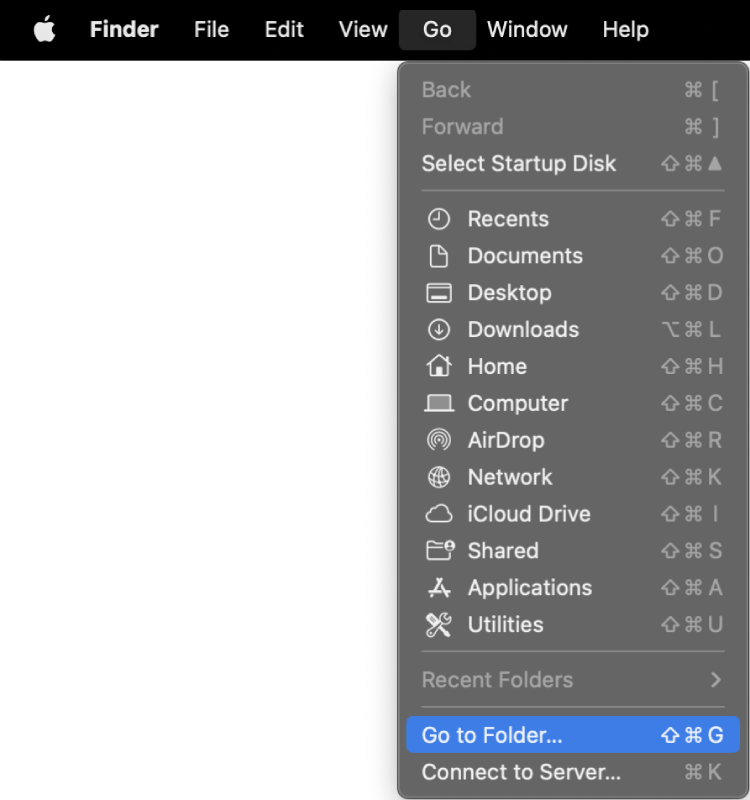 Finder File Edit View Go Window Help
Back ⌘ [
Forward ⌘ ]
Select Startup Disk ⇧⌘▲
Recents ⇧⌘F
Documents ⇧⌘O
Desktop ⇧⌘D
Downloads ⌥⌘L
Home ⇧⌘H
Computer ⇧⌘C
AirDrop ⇧⌘R
Network ⇧⌘K
iCloud Drive ⇧⌘I
Shared ⇧⌘S
Applications ⇧⌘A
Utilities ⇧⌘U
Recent Folders >
Go to Folder... ⇧⌘G
Connect to Server... ⌘K